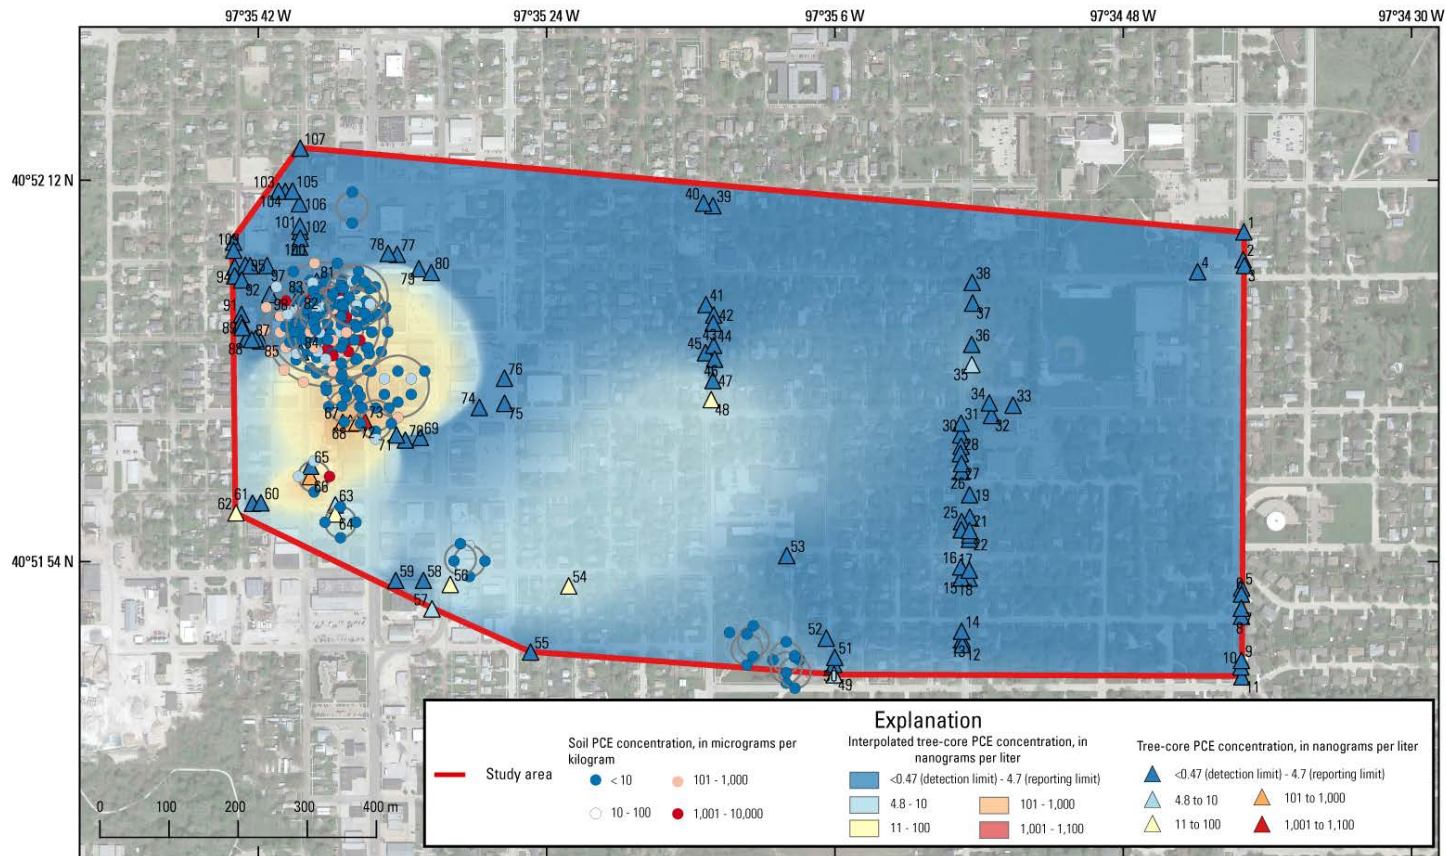 97°35 42 W 97°35 24 W 97°35 6 W 97°34 48 W 97°34 30 W
107
40°52 12 N
103 105
104 106
40 39
101 102
1
109
78 77
2
4
3
95 97 81
79 80
94
92 83 98 82
38
37
41
42
91
89 87
88 85 84
43 44
45
36
46 47
35
76
48
74 75
34 33
32
67 73
68 72
69
70
71
31
30
28
65
66
27
26
61 60
62
63
64
19
25 21
22
40°51 54 N
53
59 58 56 54
16 17
15 18
57
5
6
7
8
55
52
51
14
13 12
50 49
10 9
11
Explanation
Study area
Soil PCE concentration, in micrograms per
kilogram
< 10 101 - 1,000
10 - 100 1,001 - 10,000
Interpolated tree-core PCE concentration, in
nanograms per liter
<0.47 (detection limit) - 4.7 (reporting limit)
4.8 - 10 101 - 1,000
11 - 100 1,001 - 1,100
Tree-core PCE concentration, in nanograms per liter
<0.47 (detection limit) - 4.7 (reporting limit)
4.8 to 10 101 to 1,000
11 to 100 1,001 to 1,100
0 100 200 300 400 m